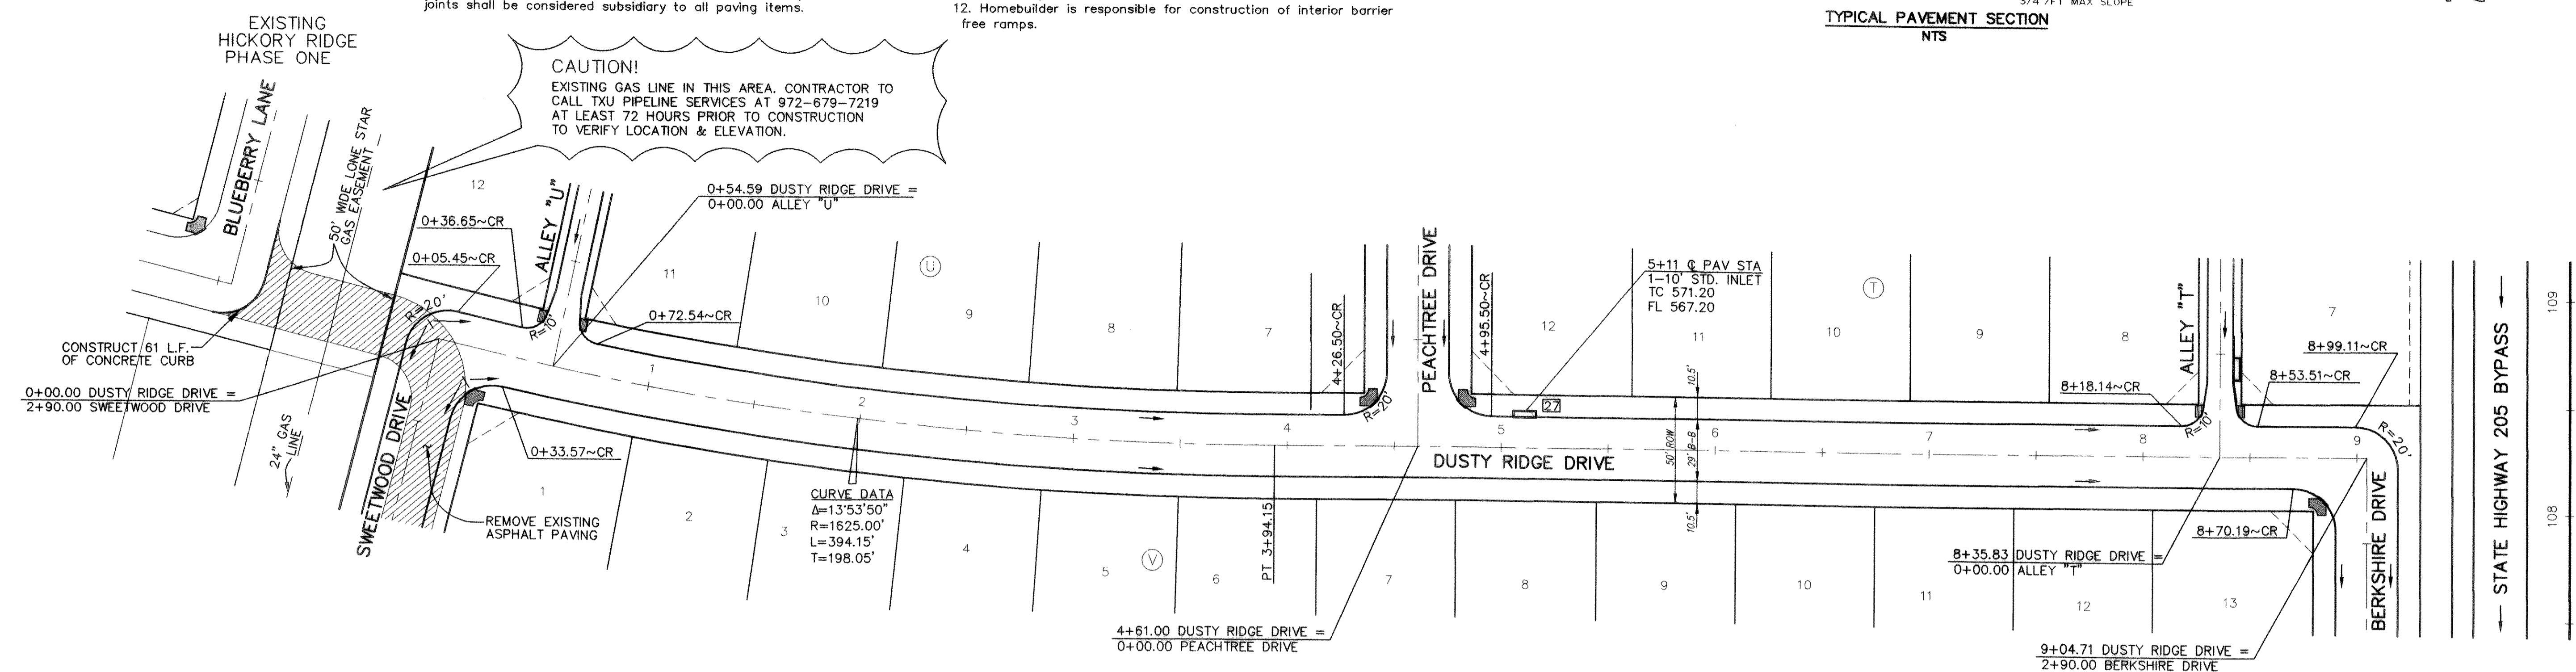 joints shall be considered subsidiary to all paving items.
12. Homebuilder is responsible for construction of interior barrier
free ramps.
TYPICAL PAVEMENT SECTION
NTS
EXISTING
HICKORY RIDGE
PHASE ONE
CAUTION!
EXISTING GAS LINE IN THIS AREA. CONTRACTOR TO
CALL TXU PIPELINE SERVICES AT 972-679-7219
AT LEAST 72 HOURS PRIOR TO CONSTRUCTION
TO VERIFY LOCATION & ELEVATION.
BLUEBERRY LANE
50' WIDE LONE STAR
GAS EASEMENT
12
ALLEY "U"
0+54.59 DUSTY RIDGE DRIVE =
0+00.00 ALLEY "U"
0+36.65~CR
0+05.45~CR
R=20'
R=10'
0+72.54~CR
11
10
U
9
8
7
4+26.50~CR
R=20'
PEACHTREE DRIVE
4+95.50~CR
5+11 ℄ PAV STA
1-10' STD. INLET
TC 571.20
FL 567.20
27
12
11
10
T
9
8
ALLEY "T"
7
8+18.14~CR
R=10'
8+53.51~CR
8+99.11~CR
R=20'
STATE HIGHWAY 205 BYPASS
109
108
CONSTRUCT 61 L.F.
OF CONCRETE CURB
0+00.00 DUSTY RIDGE DRIVE =
2+90.00 SWEETWOOD DRIVE
24" GAS
LINE
SWEETWOOD DRIVE
0+33.57~CR
REMOVE EXISTING
ASPHALT PAVING
1
2
3
4
5
6
7
8
9
DUSTY RIDGE DRIVE
10.5'
50' ROW
29' B-B
10.5'
CURVE DATA
Δ=13°53'50"
R=1625.00'
L=394.15'
T=198.05'
PT 3+94.15
1
2
3
4
5
V
6
7
8
9
10
11
12
13
4+61.00 DUSTY RIDGE DRIVE =
0+00.00 PEACHTREE DRIVE
8+35.83 DUSTY RIDGE DRIVE =
0+00.00 ALLEY "T"
8+70.19~CR
BERKSHIRE DRIVE
9+04.71 DUSTY RIDGE DRIVE =
2+90.00 BERKSHIRE DRIVE